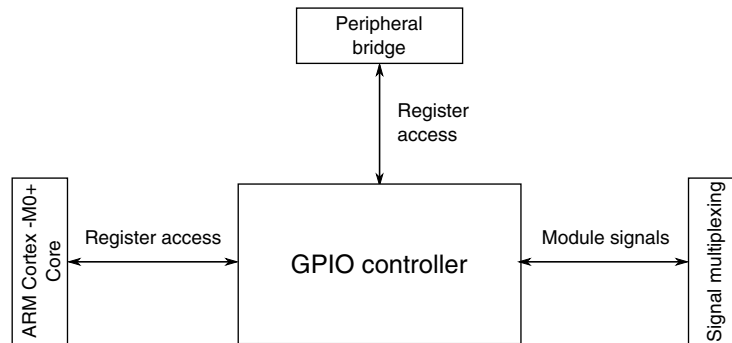 Peripheral
bridge
Register
access
ARM Cortex -M0+
Core
Register access
GPIO controller
Module signals
Signal multiplexing